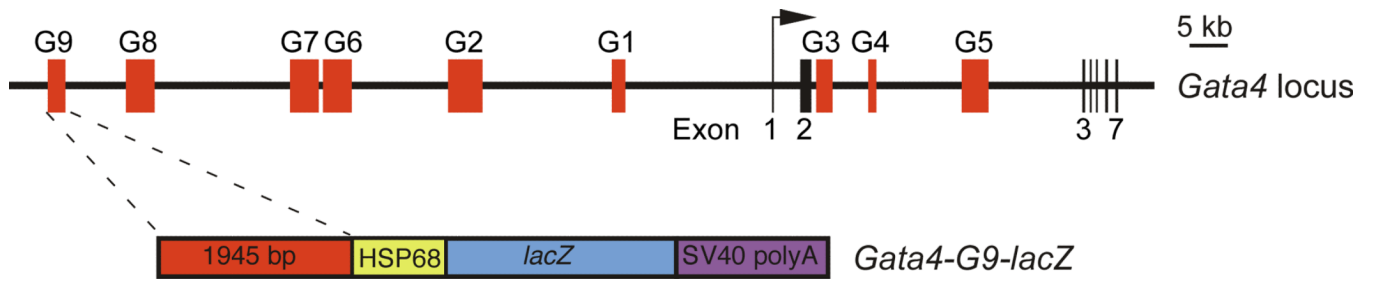 G9 G8 G7 G6 G2 G1 G3 G4 G5 5 kb
Gata4 locus
Exon 1 2 3 7
1945 bp HSP68 lacZ SV40 polyA Gata4-G9-lacZ